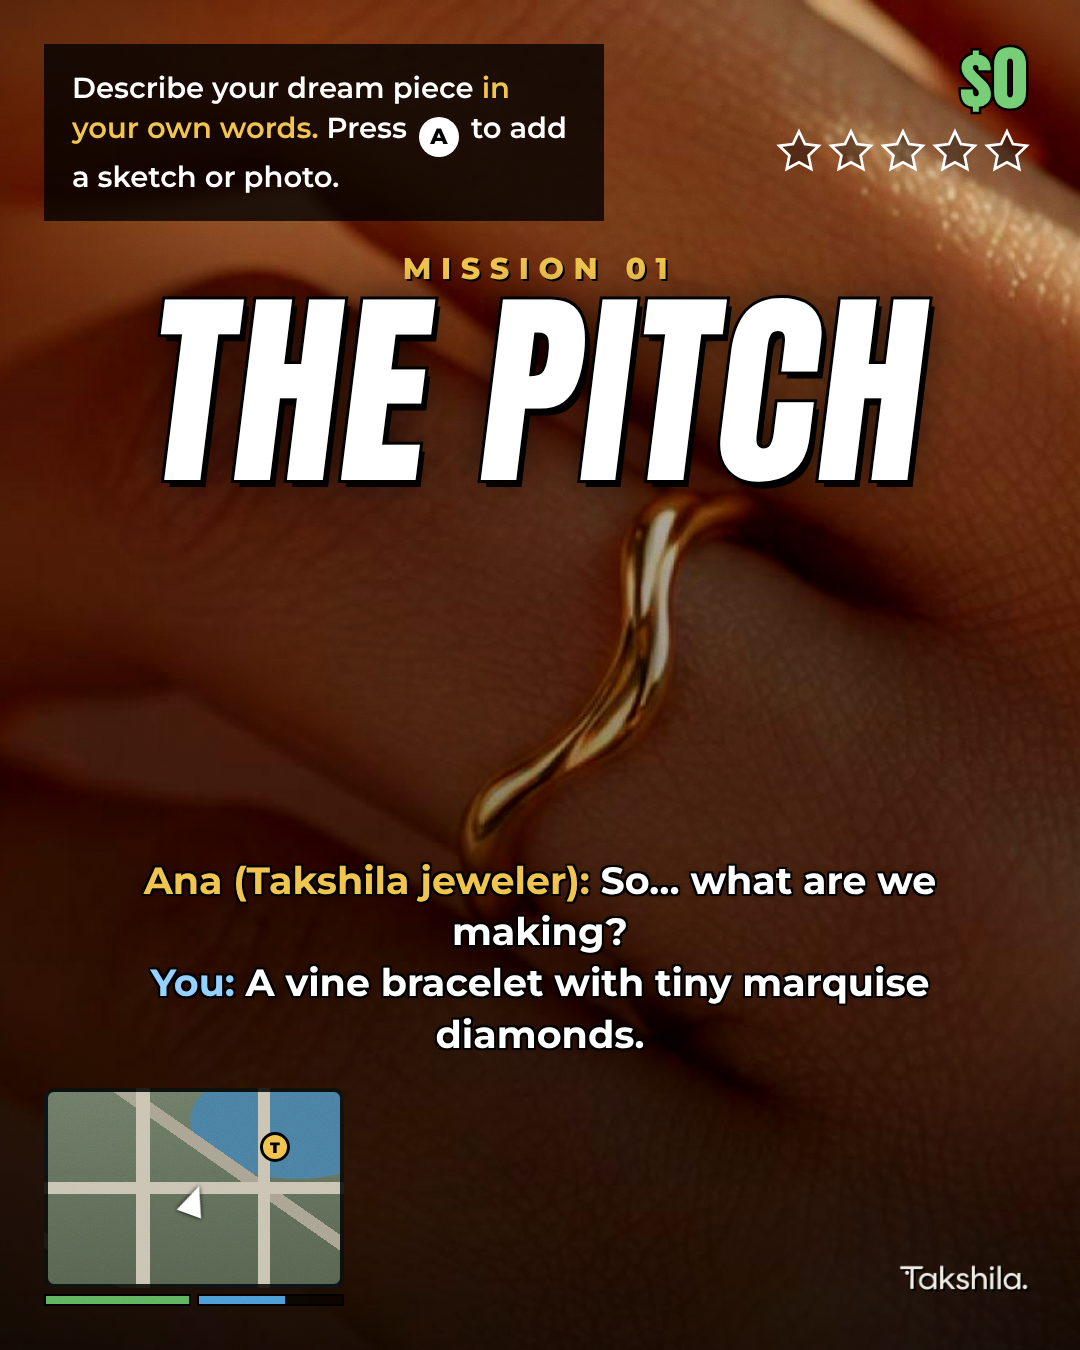 Describe your dream piece in
your own words. Press A to add
a sketch or photo.
$0
MISSION 01
THE PITCH
Ana (Takshila jeweler): So... what are we
making?
You: A vine bracelet with tiny marquise
diamonds.
T
Takshila.